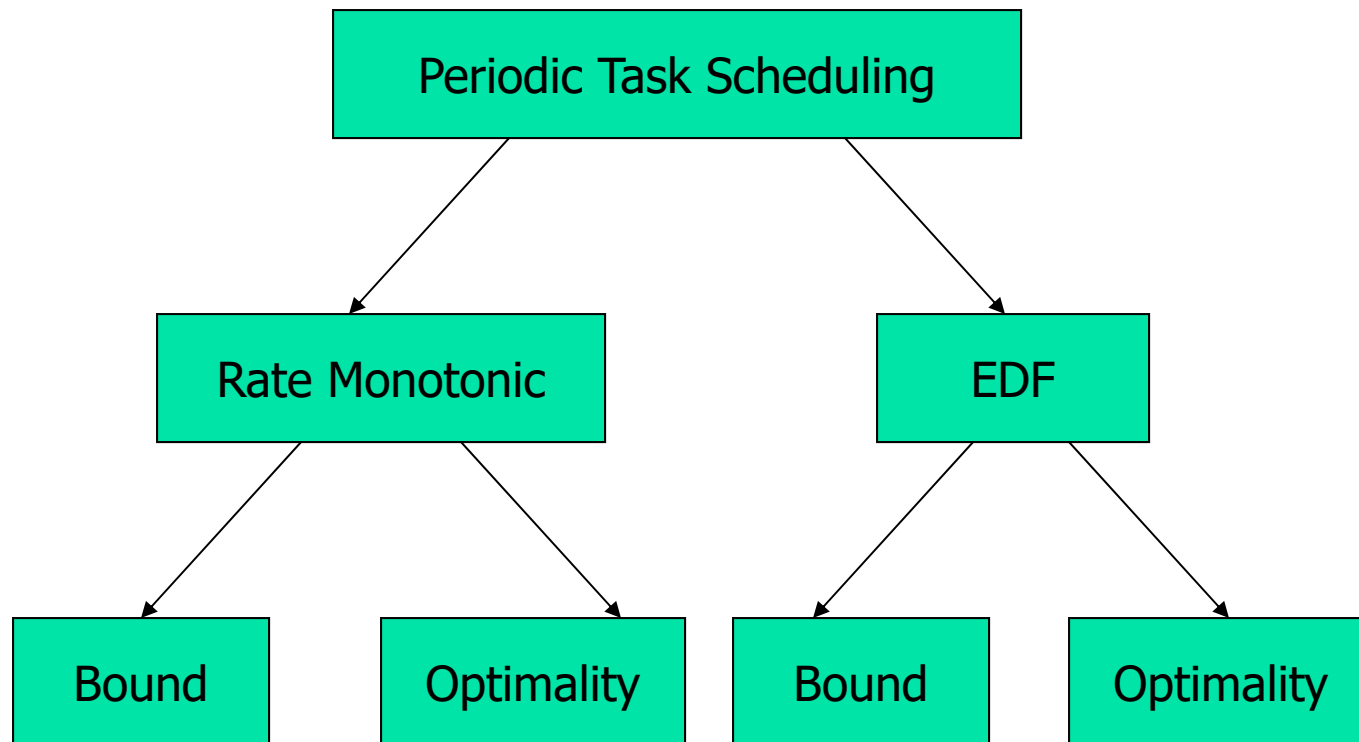 Periodic Task Scheduling
Rate Monotonic
EDF
Bound
Optimality
Bound
Optimality